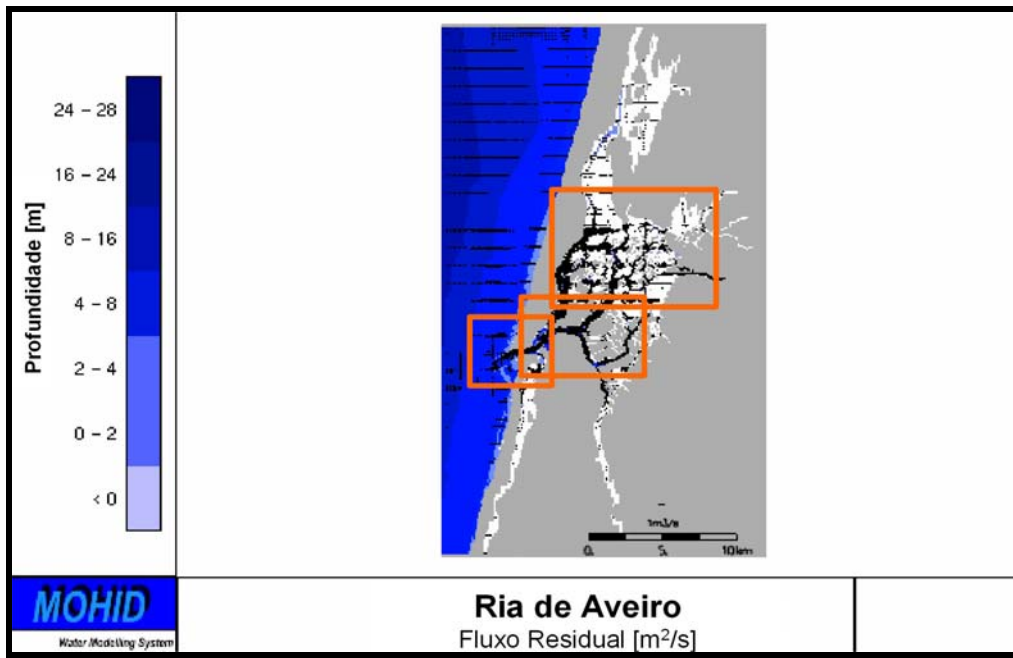 Profundidade [m]
24 – 28
16 – 24
8 – 16
4 – 8
2 – 4
0 – 2
< 0
0. 5. 10km
MOHID
Water Modelling System
Ria de Aveiro
Fluxo Residual [m²/s]